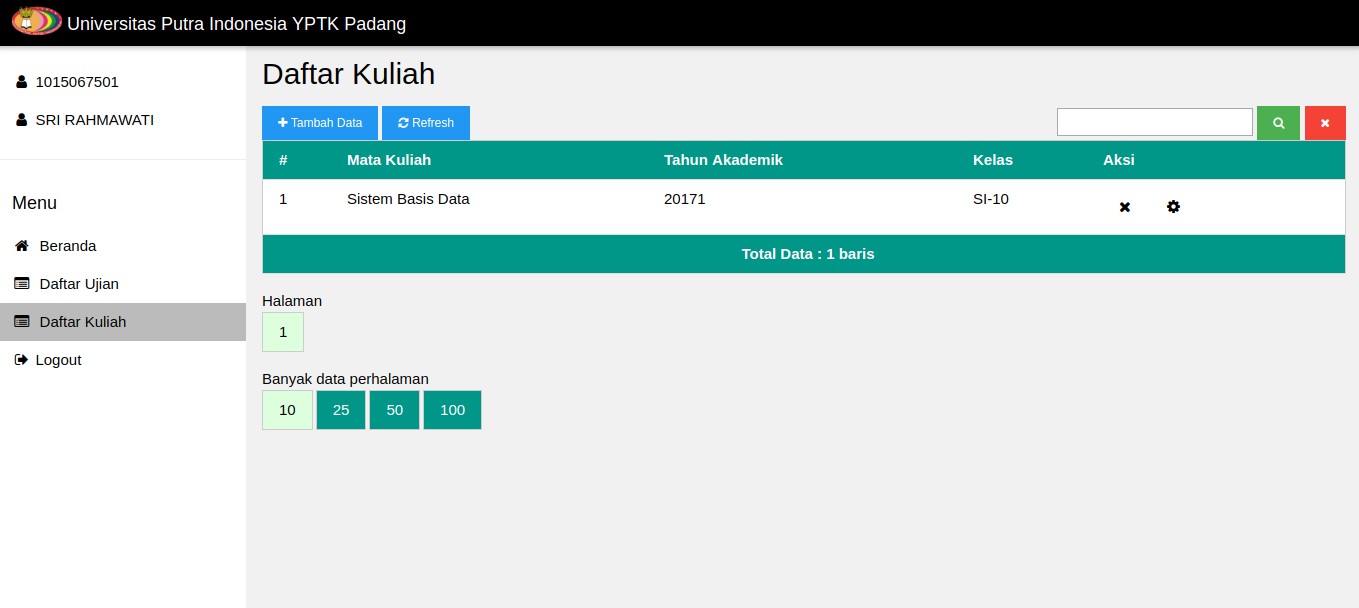 Universitas Putra Indonesia YPTK Padang
1015067501
SRI RAHMAWATI
Menu
Beranda
Daftar Ujian
Daftar Kuliah
Logout
Daftar Kuliah
Tambah Data Refresh
# Mata Kuliah Tahun Akademik Kelas Aksi
1 Sistem Basis Data 20171 SI-10
Total Data : 1 baris
Halaman
1
Banyak data perhalaman
10 25 50 100